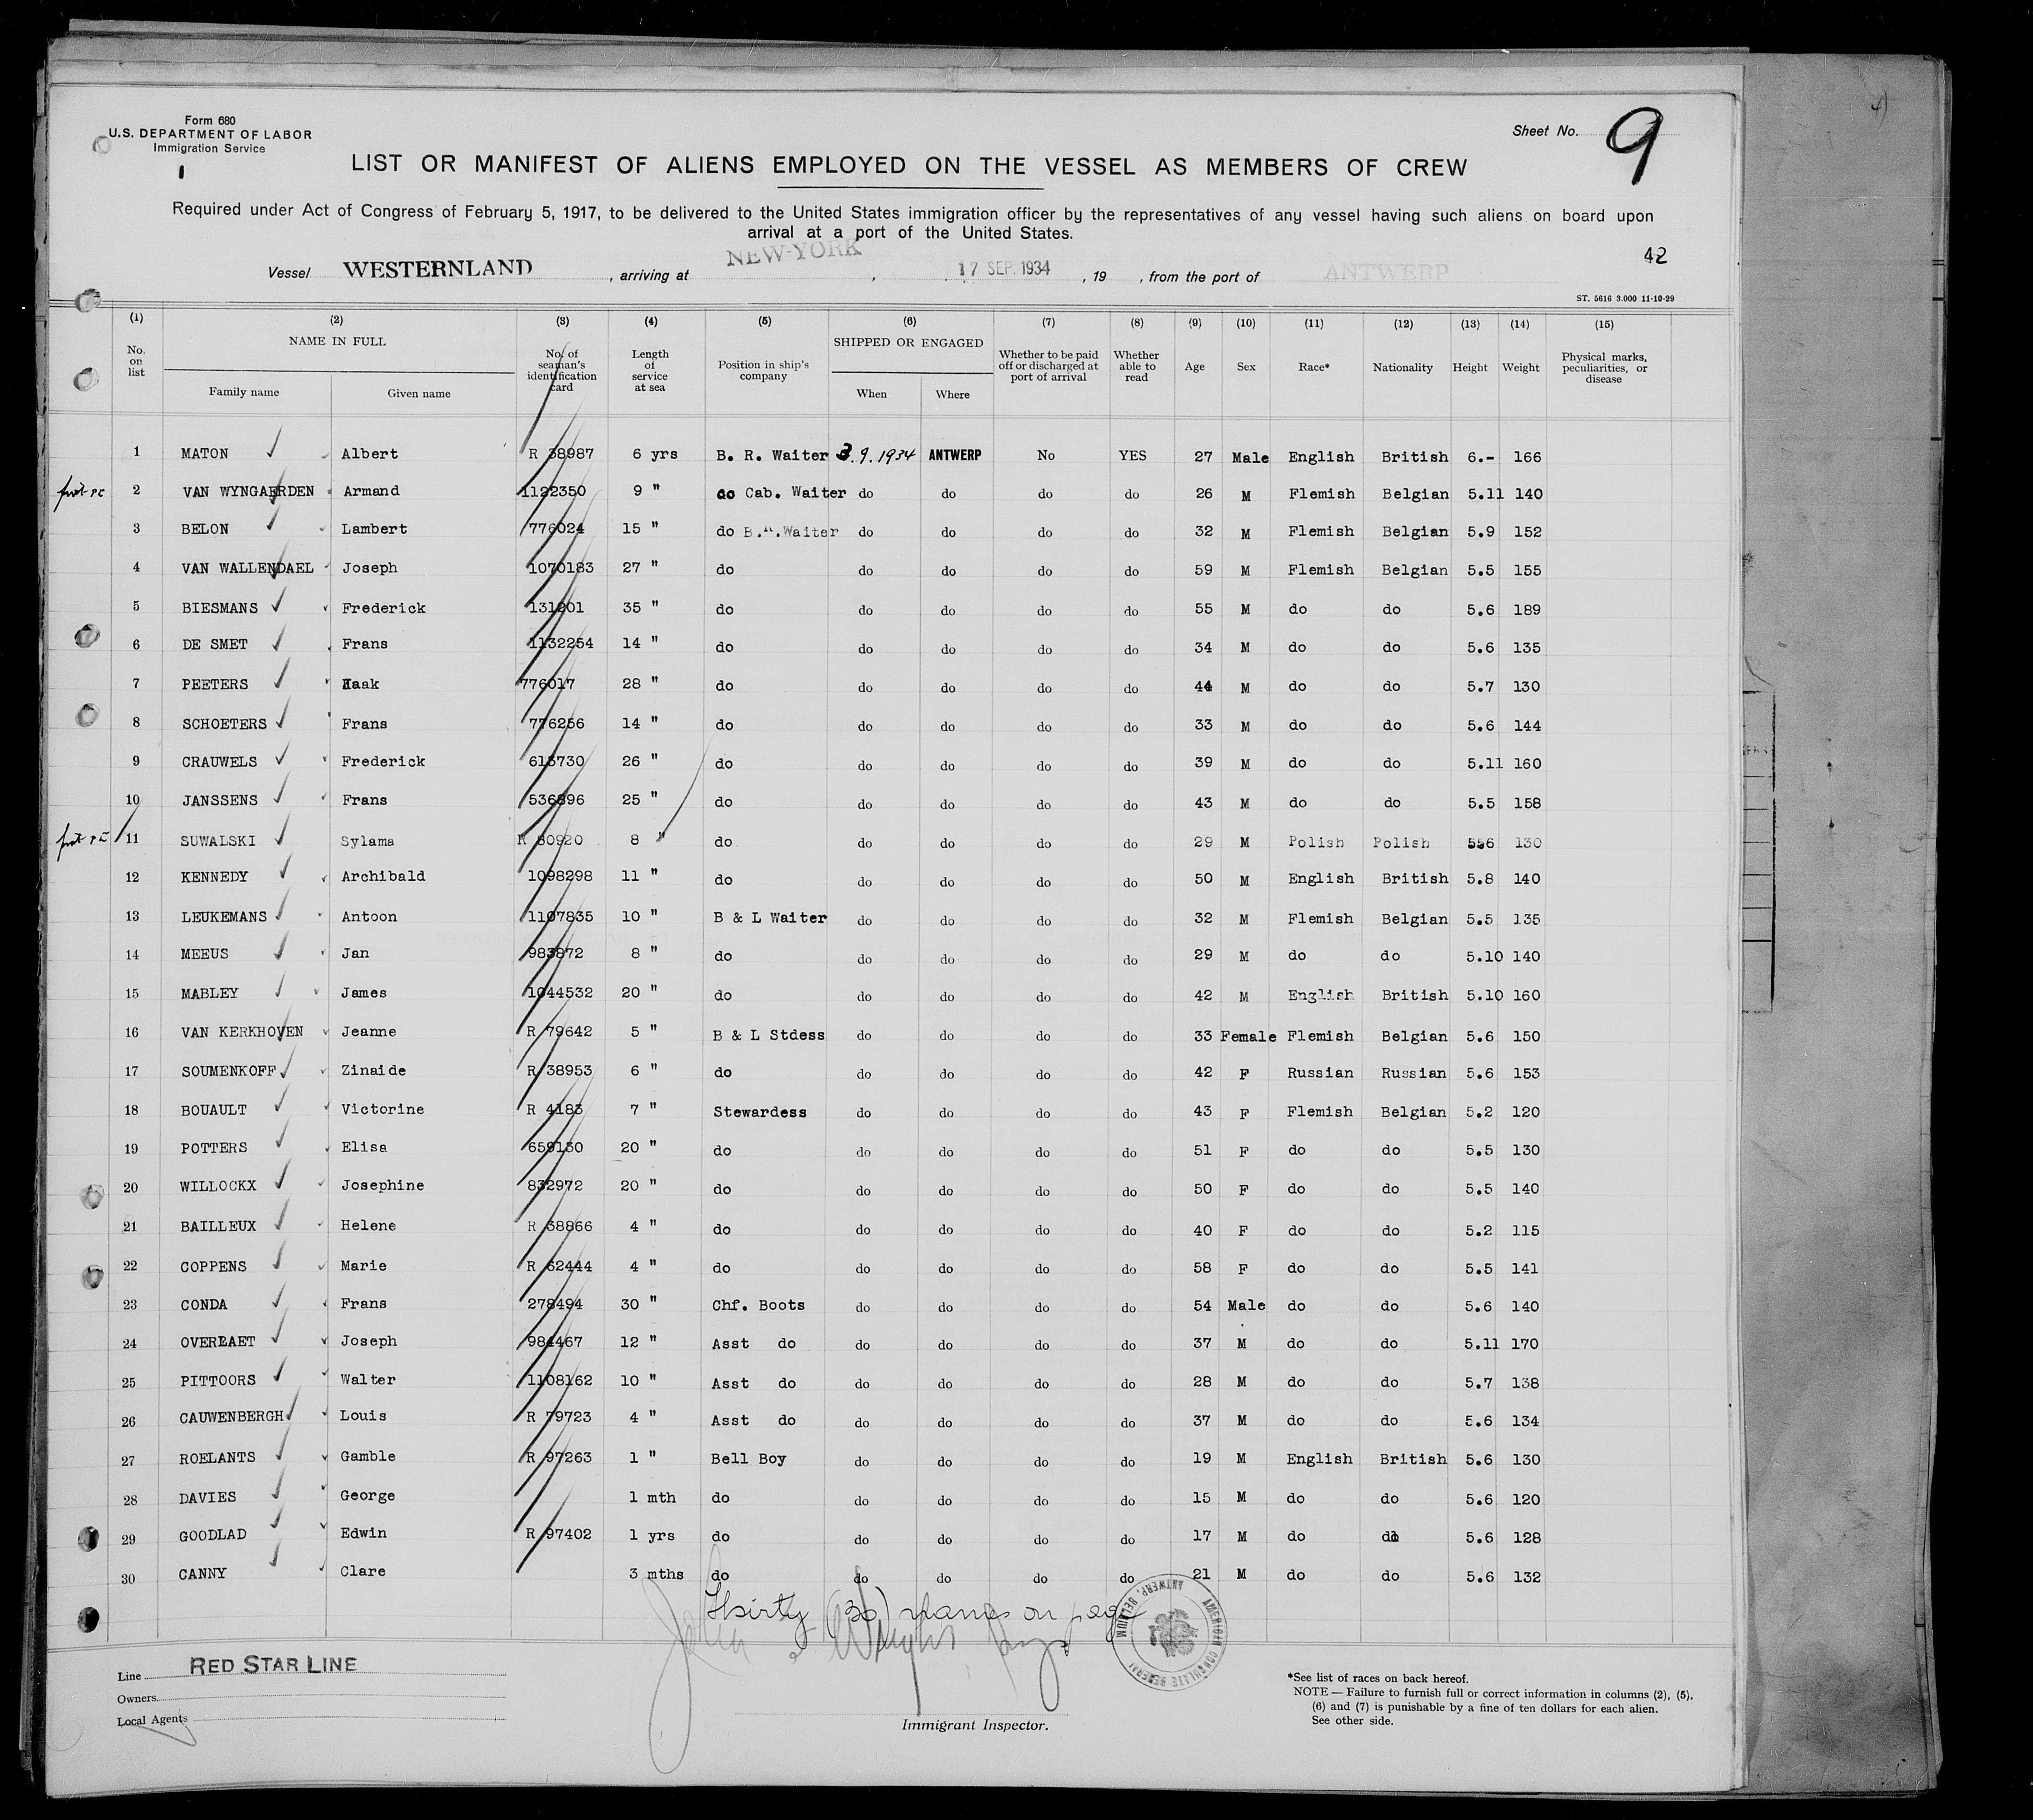 Form 680
U.S. DEPARTMENT OF LABOR
Immigration Service
Sheet No. 9
LIST OR MANIFEST OF ALIENS EMPLOYED ON THE VESSEL AS MEMBERS OF CREW
Required under Act of Congress of February 5, 1917, to be delivered to the United States immigration officer by the representatives of any vessel having such aliens on board upon
arrival at a port of the United States.
42
Vessel WESTERNLAND, arriving at NEW-YORK, 17 SEP. 1934, 19 , from the port of ANTWERP
ST. 5616 3.000 11-10-29
(1) (2) (3) (4) (5) (6) (7) (8) (9) (10) (11) (12) (13) (14) (15)
No. on list NAME IN FULL Family name Given name No. of seaman's identification card Length of service at sea Position in ship's company SHIPPED OR ENGAGED When Where Whether to be paid off or discharged at port of arrival Whether able to read Age Sex Race* Nationality Height Weight Physical marks, peculiarities, or disease
1 MATON Albert R 38987 6 yrs B. R. Waiter 3.9.1934 ANTWERP No YES 27 Male English British 6.- 166
2 VAN WYNGAERDEN Armand 1122350 9 " do Cab. Waiter do do do do 26 M Flemish Belgian 5.11 140
3 BELON Lambert 776024 15 " do B.R.Waiter do do do do 32 M Flemish Belgian 5.9 152
4 VAN WALLENDAEL Joseph 1070183 27 " do do do do do 59 M Flemish Belgian 5.5 155
5 BIESMANS Frederick 131201 35 " do do do do do 55 M do do 5.6 189
6 DE SMET Frans 1132254 14 " do do do do do 34 M do do 5.6 135
7 PEETERS 776017 28 " do do do do do 44 M do do 5.7 130
8 SCHOETERS Frans 776256 14 " do do do do do 33 M do do 5.6 144
9 CRAUWELS Frederick 613730 26 " do do do do do 39 M do do 5.11 160
10 JANSSENS Frans 536896 25 " do do do do do 43 M do do 5.5 158
11 SUWALSKI Sylama R 80920 8 " do do do do do 29 M Polish Polish 556 130
12 KENNEDY Archibald 1098298 11 " do do do do do 50 M English British 5.8 140
13 LEUKEMANS Antoon 1107835 10 " B & L Waiter do do do do 32 M Flemish Belgian 5.5 135
14 MEEUS Jan 983872 8 " do do do do do 29 M do do 5.10 140
15 MABLEY James 1044532 20 " do do do do do 42 M English British 5.10 160
16 VAN KERKHOVEN Jeanne R 79642 5 " B & L Stdess do do do do 33 Female Flemish Belgian 5.6 150
17 SOUMENKOFF Zinaide R 38953 6 " do do do do do 42 F Russian Russian 5.6 153
18 BOUAULT Victorine R 4183 7 " Stewardess do do do do 43 F Flemish Belgian 5.2 120
19 POTTERS Elisa 659130 20 " do do do do do 51 F do do 5.5 130
20 WILLOCKX Josephine 832972 20 " do do do do do 50 F do do 5.5 140
21 BAILLEUX Helene R 38866 4 " do do do do do 40 F do do 5.2 115
22 COPPENS Marie R 62444 4 " do do do do do 58 F do do 5.5 141
23 CONDA Frans 278494 30 " Chf. Boots do do do do 54 Male do do 5.6 140
24 OVERLAET Joseph 984467 12 " Asst do do do do do 37 M do do 5.11 170
25 PITTOORS Walter 1108162 10 " Asst do do do do do 28 M do do 5.7 138
26 CAUWENBERGH Louis R 79723 4 " Asst do do do do do 37 M do do 5.6 134
27 ROELANTS Gamble R 97263 1 " Bell Boy do do do do 19 M English British 5.6 130
28 DAVIES George 1 mth do do do do do 15 M do do 5.6 120
29 GOODLAD Edwin R 97402 1 yrs do do do do do 17 M do do 5.6 128
30 CANNY Clare 3 mths do do do do do 21 M do do 5.6 132
Thirty (30) names on page
AMERICAN CONSULATE GENERAL ANTWERP, BELGIUM
Line RED STAR LINE
Owners
Local Agents
Immigrant Inspector.
*See list of races on back hereof.
NOTE — Failure to furnish full or correct information in columns (2), (5),
(6) and (7) is punishable by a fine of ten dollars for each alien.
See other side.